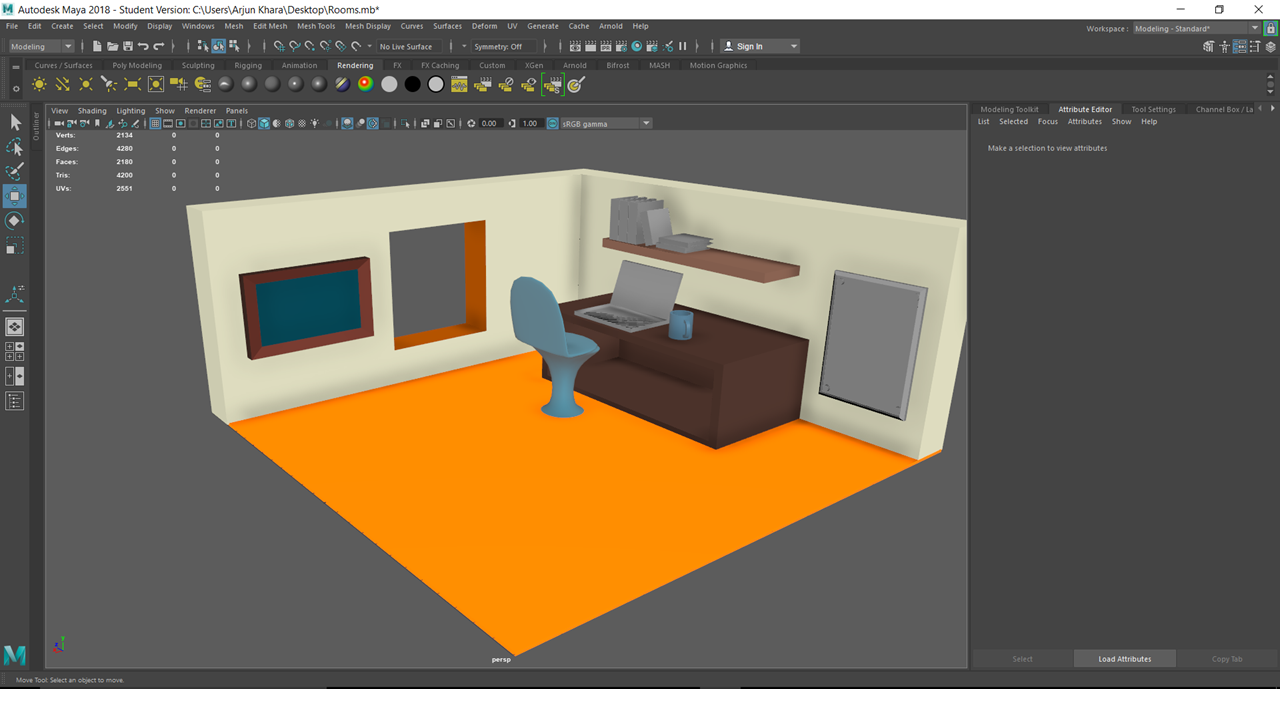 Autodesk Maya 2018 - Student Version: C:\Users\Arjun Khara\Desktop\Rooms.mb*
File Edit Create Select Modify Display Windows Mesh Edit Mesh Mesh Tools Mesh Display Curves Surfaces Deform UV Generate Cache Arnold Help
Workspace : Modeling - Standard*
Modeling No Live Surface Symmetry: Off Sign In
Curves / Surfaces Poly Modeling Sculpting Rigging Animation Rendering FX FX Caching Custom XGen Arnold Bifrost MASH Motion Graphics
View Shading Lighting Show Renderer Panels
0.00 1.00 sRGB gamma
Outliner
Verts: 2134 0 0
Edges: 4280 0 0
Faces: 2180 0 0
Tris: 4200 0 0
UVs: 2551 0 0
persp
Modeling Toolkit Attribute Editor Tool Settings Channel Box / La
List Selected Focus Attributes Show Help
Make a selection to view attributes
Select Load Attributes Copy Tab
Move Tool: Select an object to move.